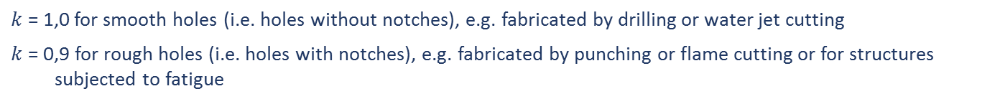 k = 1,0 for smooth holes (i.e. holes without notches), e.g. fabricated by drilling or water jet cutting
k = 0,9 for rough holes (i.e. holes with notches), e.g. fabricated by punching or flame cutting or for structures
subjected to fatigue